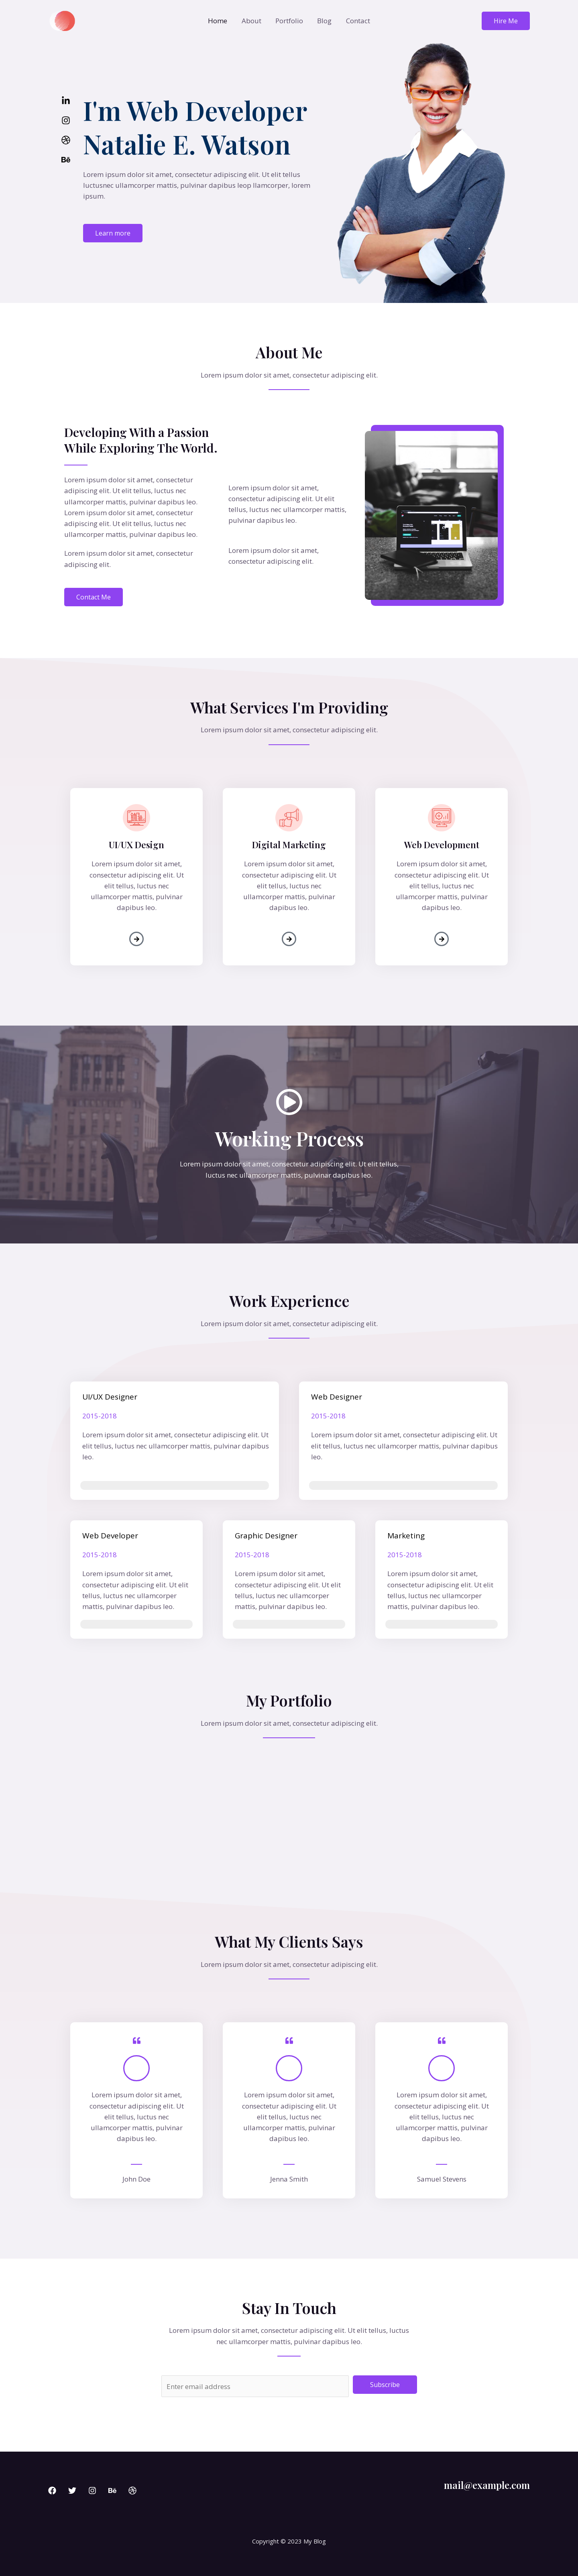 Home About Portfolio Blog Contact
Hire Me
I'm Web Developer
Natalie E. Watson
Lorem ipsum dolor sit amet, consectetur adipiscing elit. Ut elit tellus
luctusnec ullamcorper mattis, pulvinar dapibus leop llamcorper, lorem
ipsum.
Learn more
About Me
Lorem ipsum dolor sit amet, consectetur adipiscing elit.
Developing With a Passion
While Exploring The World.
Lorem ipsum dolor sit amet, consectetur
adipiscing elit. Ut elit tellus, luctus nec
ullamcorper mattis, pulvinar dapibus leo.
Lorem ipsum dolor sit amet, consectetur
adipiscing elit. Ut elit tellus, luctus nec
ullamcorper mattis, pulvinar dapibus leo.
Lorem ipsum dolor sit amet, consectetur
adipiscing elit.
Lorem ipsum dolor sit amet,
consectetur adipiscing elit. Ut elit
tellus, luctus nec ullamcorper mattis,
pulvinar dapibus leo.
Lorem ipsum dolor sit amet,
consectetur adipiscing elit.
Contact Me
What Services I'm Providing
Lorem ipsum dolor sit amet, consectetur adipiscing elit.
UI/UX Design
Lorem ipsum dolor sit amet,
consectetur adipiscing elit. Ut
elit tellus, luctus nec
ullamcorper mattis, pulvinar
dapibus leo.
Digital Marketing
Lorem ipsum dolor sit amet,
consectetur adipiscing elit. Ut
elit tellus, luctus nec
ullamcorper mattis, pulvinar
dapibus leo.
Web Development
Lorem ipsum dolor sit amet,
consectetur adipiscing elit. Ut
elit tellus, luctus nec
ullamcorper mattis, pulvinar
dapibus leo.
Working Process
Lorem ipsum dolor sit amet, consectetur adipiscing elit. Ut elit tellus,
luctus nec ullamcorper mattis, pulvinar dapibus leo.
Work Experience
Lorem ipsum dolor sit amet, consectetur adipiscing elit.
UI/UX Designer
2015-2018
Lorem ipsum dolor sit amet, consectetur adipiscing elit. Ut
elit tellus, luctus nec ullamcorper mattis, pulvinar dapibus
leo.
Web Designer
2015-2018
Lorem ipsum dolor sit amet, consectetur adipiscing elit. Ut
elit tellus, luctus nec ullamcorper mattis, pulvinar dapibus
leo.
Web Developer
2015-2018
Lorem ipsum dolor sit amet,
consectetur adipiscing elit. Ut elit
tellus, luctus nec ullamcorper
mattis, pulvinar dapibus leo.
Graphic Designer
2015-2018
Lorem ipsum dolor sit amet,
consectetur adipiscing elit. Ut elit
tellus, luctus nec ullamcorper
mattis, pulvinar dapibus leo.
Marketing
2015-2018
Lorem ipsum dolor sit amet,
consectetur adipiscing elit. Ut elit
tellus, luctus nec ullamcorper
mattis, pulvinar dapibus leo.
My Portfolio
Lorem ipsum dolor sit amet, consectetur adipiscing elit.
What My Clients Says
Lorem ipsum dolor sit amet, consectetur adipiscing elit.
Lorem ipsum dolor sit amet,
consectetur adipiscing elit. Ut
elit tellus, luctus nec
ullamcorper mattis, pulvinar
dapibus leo.
John Doe
Lorem ipsum dolor sit amet,
consectetur adipiscing elit. Ut
elit tellus, luctus nec
ullamcorper mattis, pulvinar
dapibus leo.
Jenna Smith
Lorem ipsum dolor sit amet,
consectetur adipiscing elit. Ut
elit tellus, luctus nec
ullamcorper mattis, pulvinar
dapibus leo.
Samuel Stevens
Stay In Touch
Lorem ipsum dolor sit amet, consectetur adipiscing elit. Ut elit tellus, luctus
nec ullamcorper mattis, pulvinar dapibus leo.
Enter email address
Subscribe
mail@example.com
Copyright © 2023 My Blog